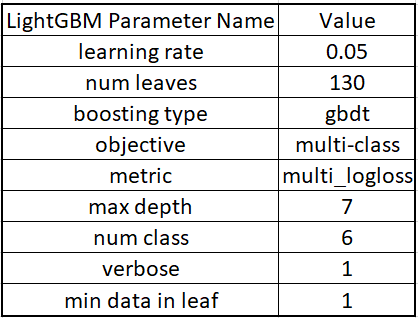 LightGBM Parameter Name Value
learning rate 0.05
num leaves 130
boosting type gbdt
objective multi-class
metric multi_logloss
max depth 7
num class 6
verbose 1
min data in leaf 1